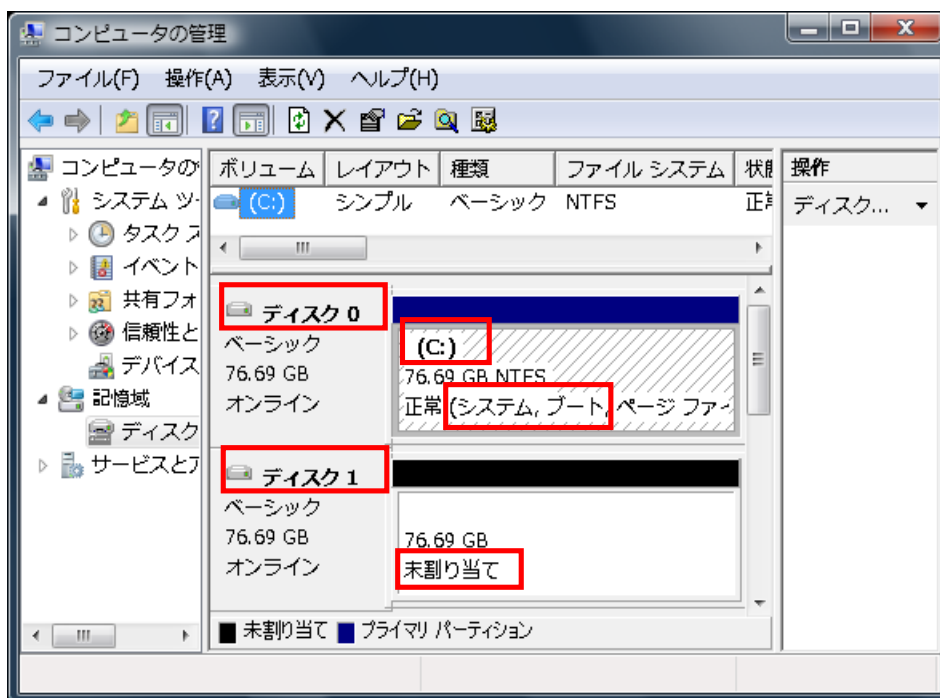 コンピュータの管理
ファイル(F) 操作(A) 表示(V) ヘルプ(H)
コンピュータの
システム ツ
タスク ス
イベント
共有フォ
信頼性と
デバイス
記憶域
ディスク
サービスとア
ボリューム レイアウト 種類 ファイル システム 状態
(C:) シンプル ベーシック NTFS 正
ディスク 0
ベーシック
76.69 GB
オンライン
(C:)
76.69 GB NTFS
正常 (システム, ブート, ページ ファ
ディスク 1
ベーシック
76.69 GB
オンライン
76.69 GB
未割り当て
未割り当て プライマリ パーティション
操作
ディスク...